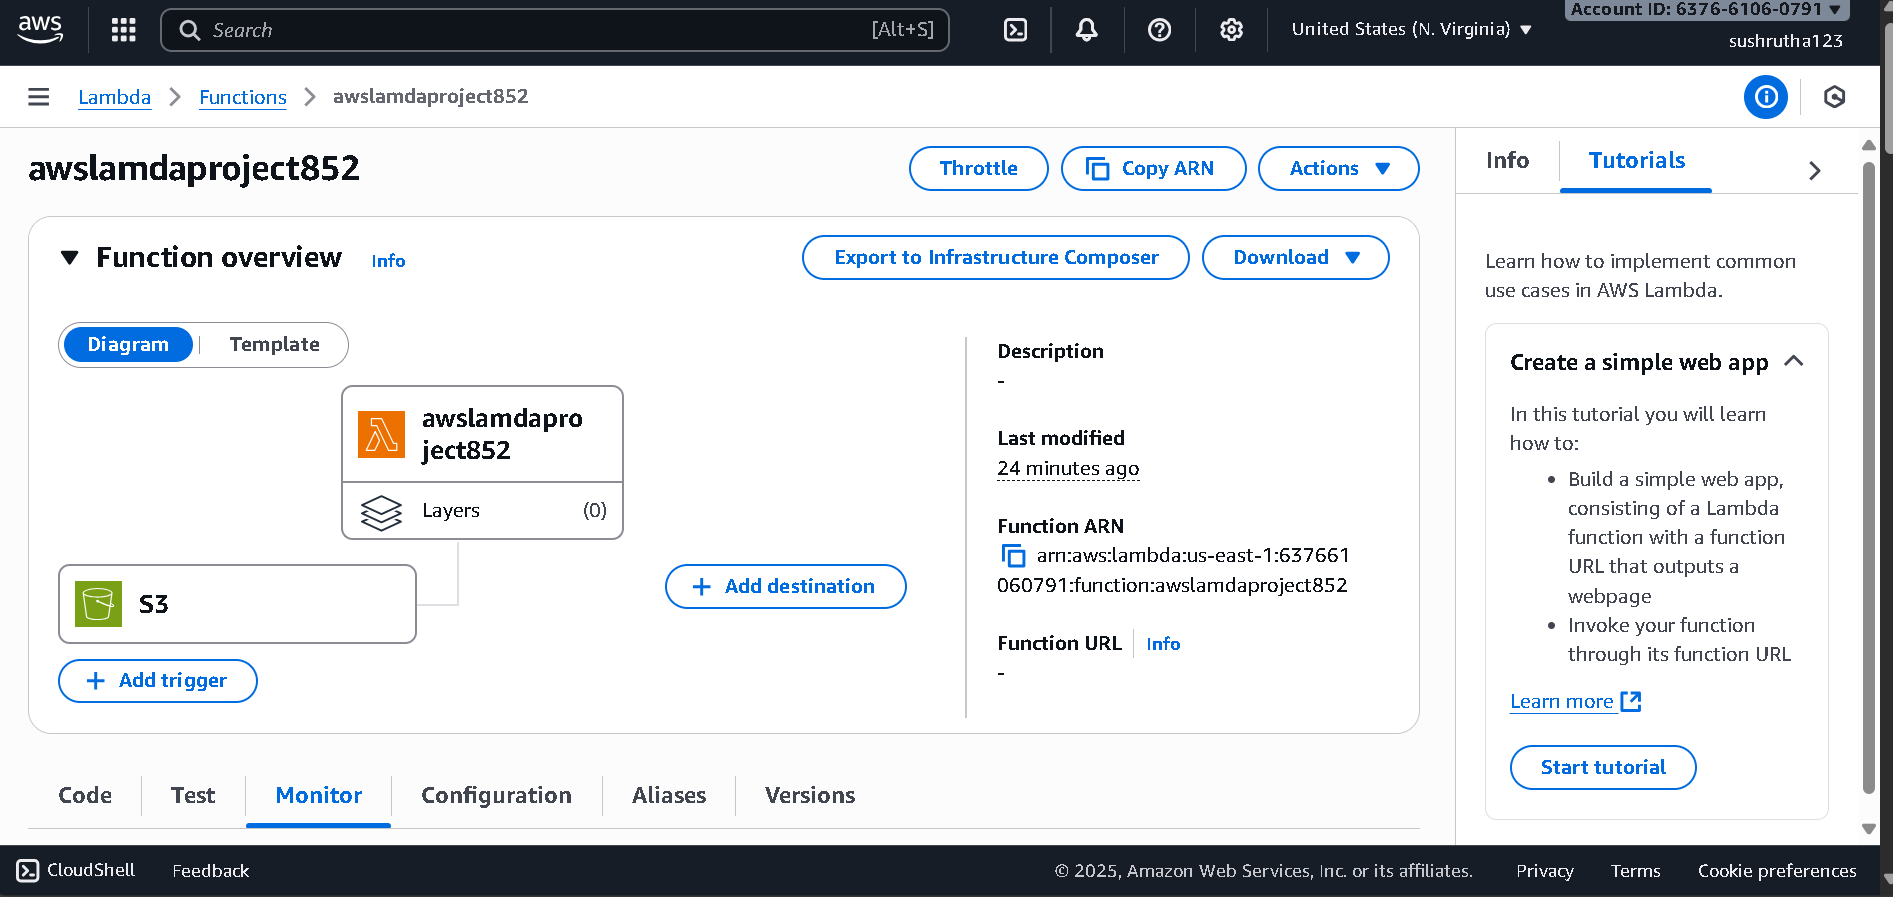 aws
Search
[Alt+S]
United States (N. Virginia)
Account ID: 6376-6106-0791
sushrutha123
Lambda
Functions
awslamdaproject852
awslamdaproject852
Throttle
Copy ARN
Actions
Function overview
Info
Export to Infrastructure Composer
Download
Diagram
Template
awslamdapro
ject852
Layers
(0)
S3
Add trigger
Add destination
Description
-
Last modified
24 minutes ago
Function ARN
arn:aws:lambda:us-east-1:637661
060791:function:awslamdaproject852
Function URL
Info
-
Code
Test
Monitor
Configuration
Aliases
Versions
Info
Tutorials
Learn how to implement common
use cases in AWS Lambda.
Create a simple web app
In this tutorial you will learn
how to:
• Build a simple web app,
consisting of a Lambda
function with a function
URL that outputs a
webpage
• Invoke your function
through its function URL
Learn more
Start tutorial
CloudShell
Feedback
© 2025, Amazon Web Services, Inc. or its affiliates.
Privacy
Terms
Cookie preferences